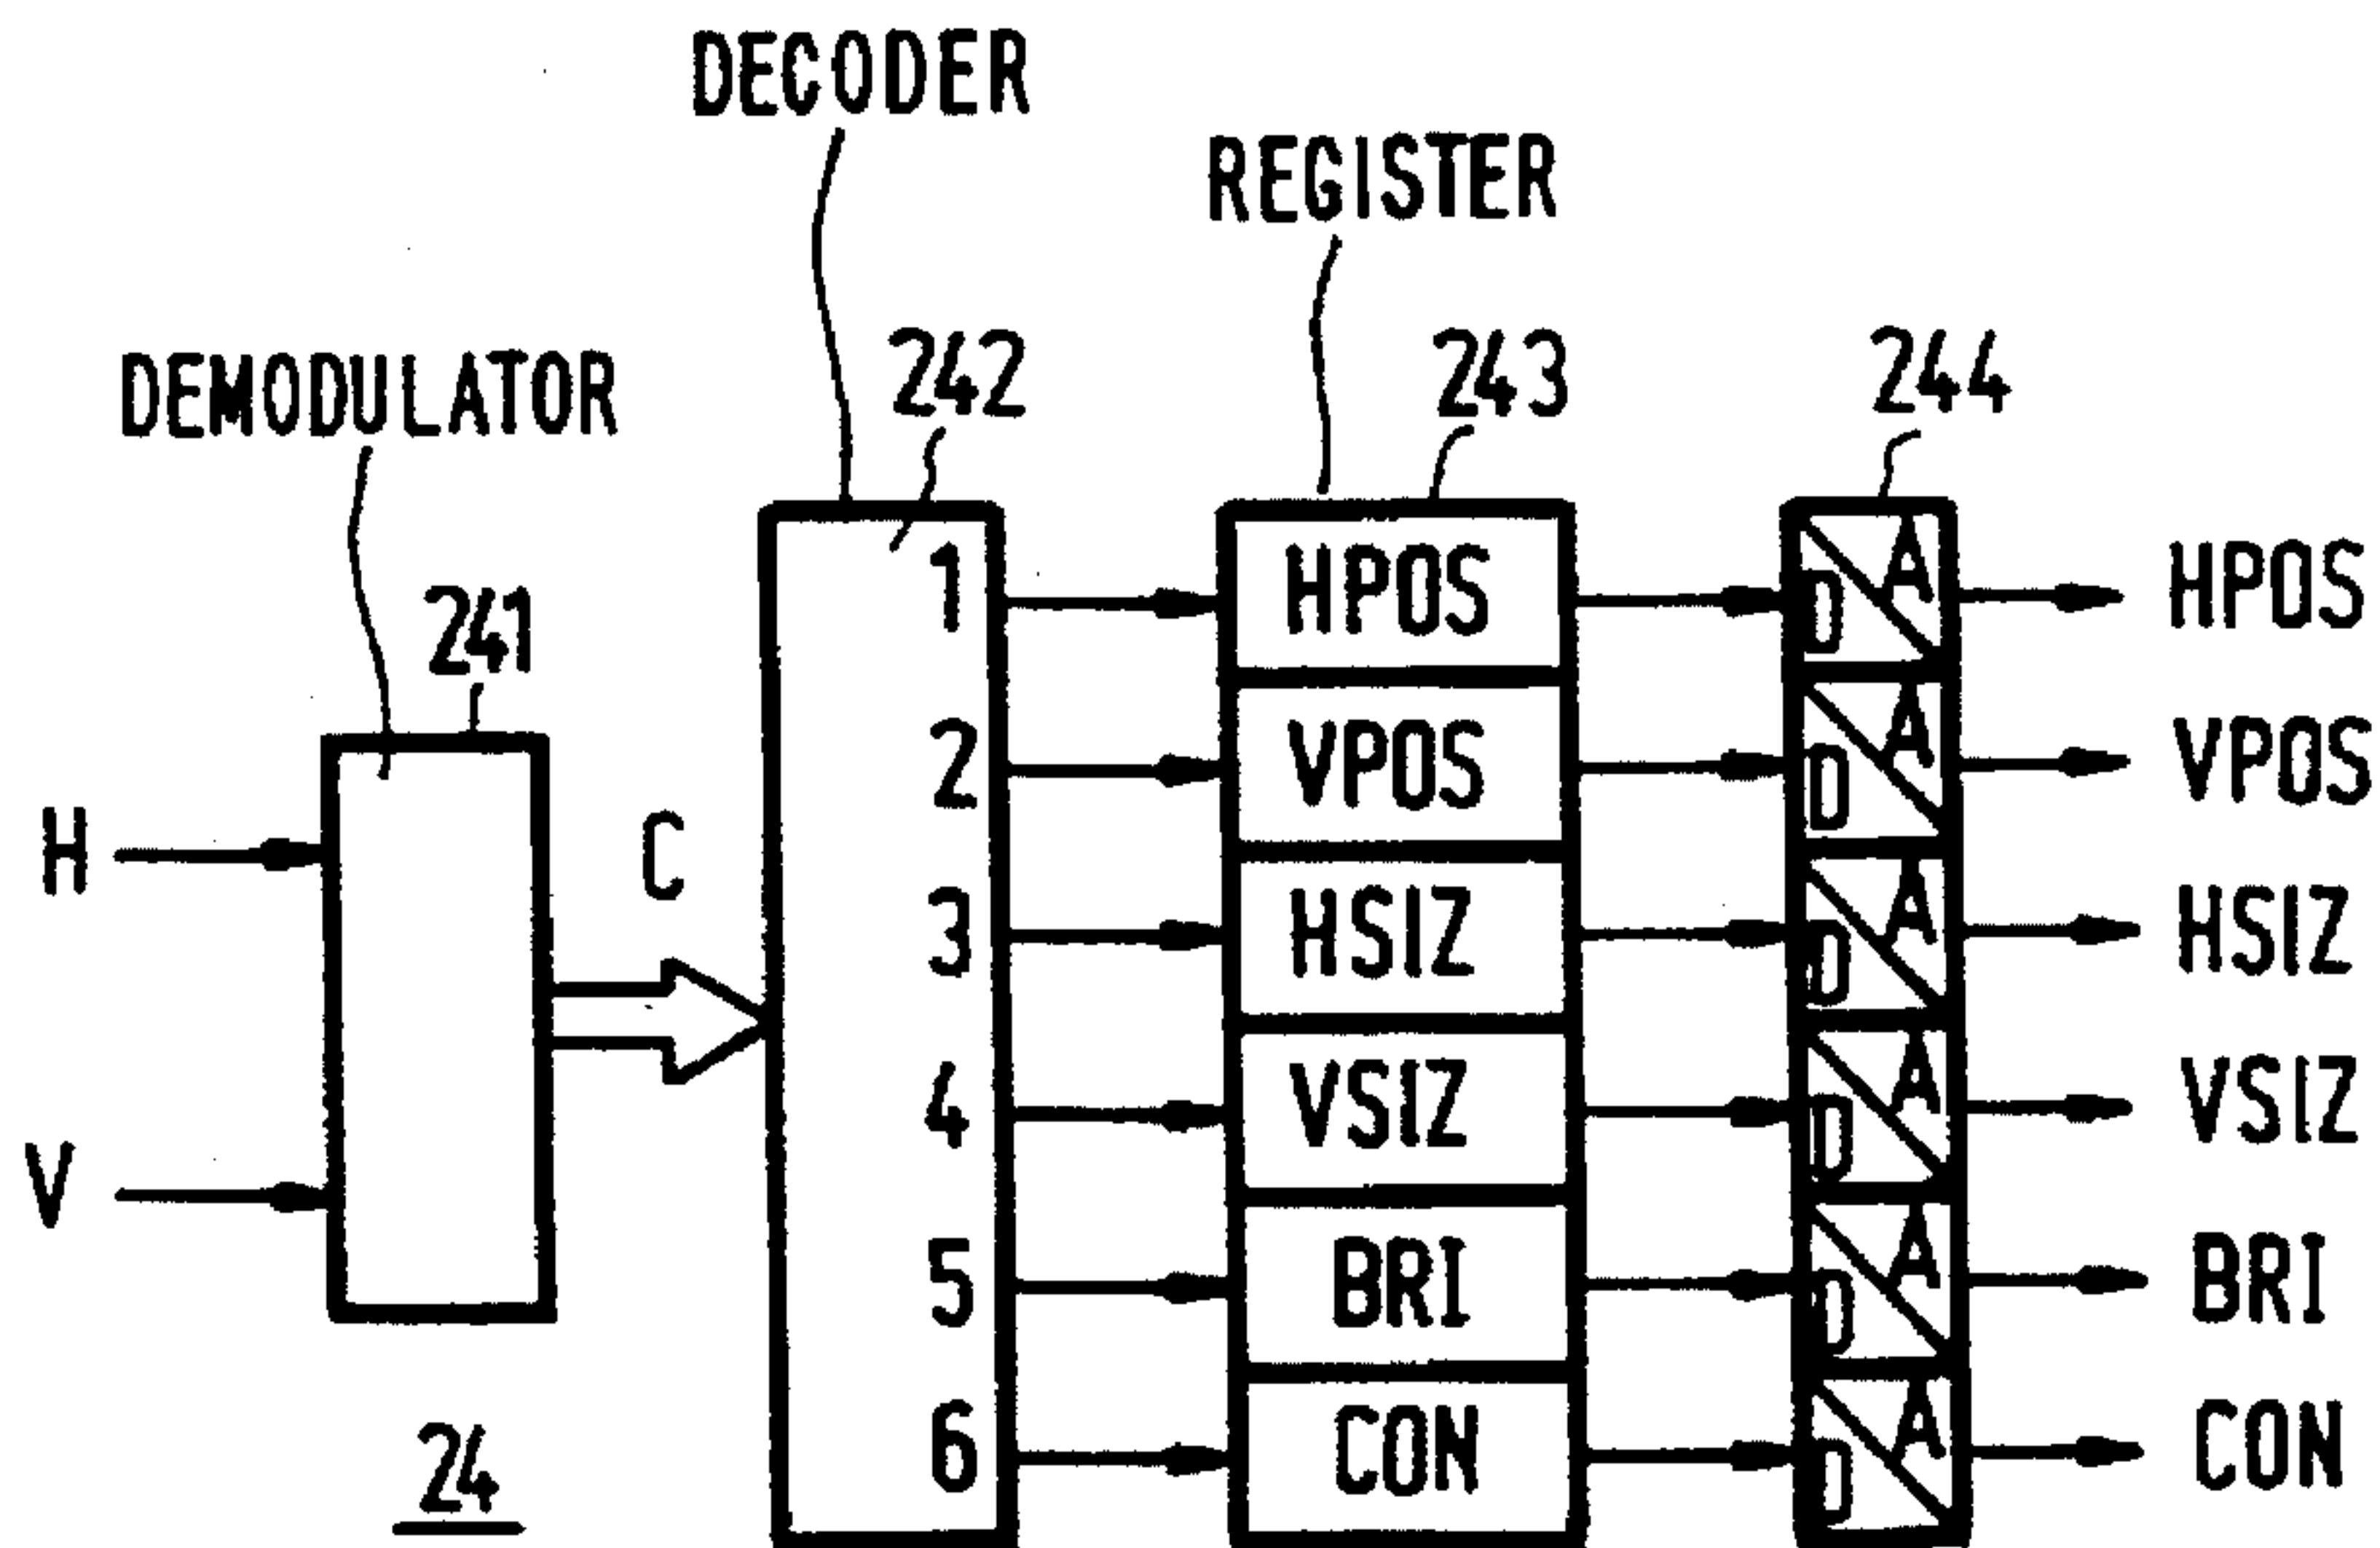 DECODER
REGISTER
DEMODULATOR
242
243
244
241
H
V
C
24
1
2
3
4
5
6
HPOS
VPOS
HSIZ
VSIZ
BRI
CON
D A
D A
D A
D A
D A
D A
HPOS
VPOS
HSIZ
VSIZ
BRI
CON